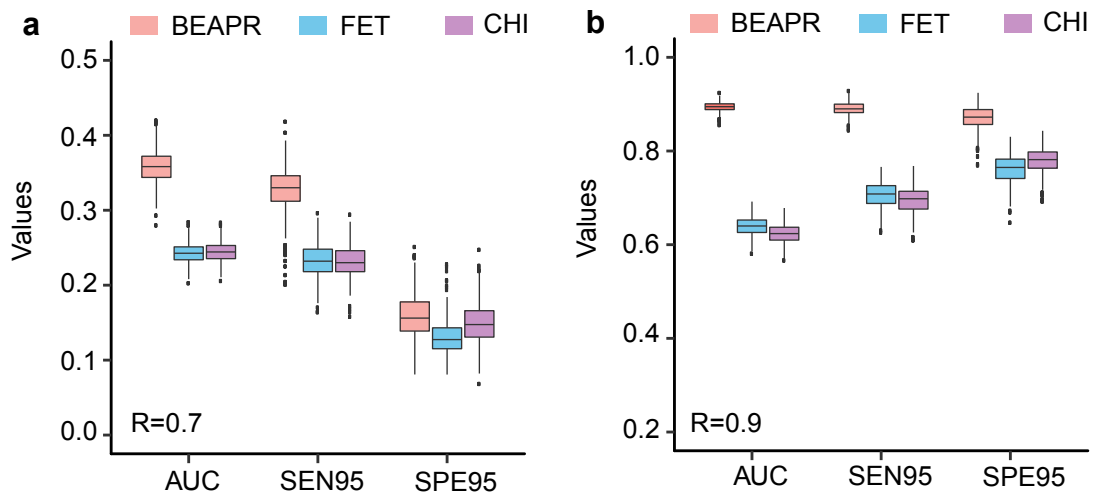 a BEAPR FET CHI
Values
0.5
0.4
0.3
0.2
0.1
0.0
R=0.7
AUC SEN95 SPE95
b BEAPR FET CHI
Values
1.0
0.8
0.6
0.4
0.2
R=0.9
AUC SEN95 SPE95